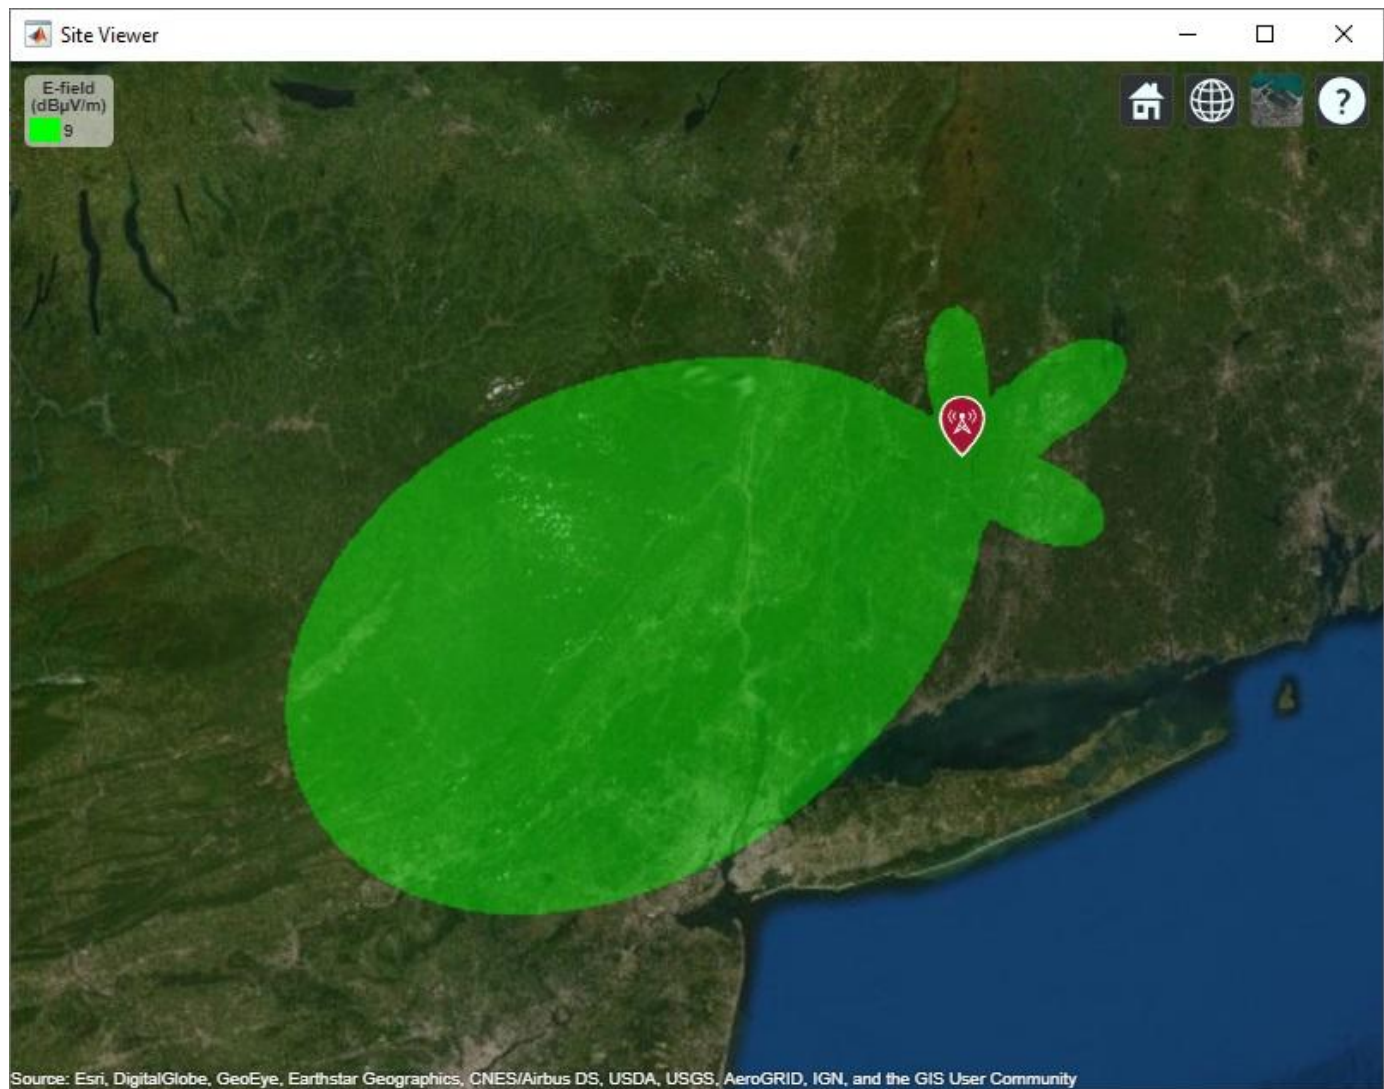 Site Viewer
E-field
(dBµV/m)
9
?
Source: Esri, DigitalGlobe, GeoEye, Earthstar Geographics, CNES/Airbus DS, USDA, USGS, AeroGRID, IGN, and the GIS User Community